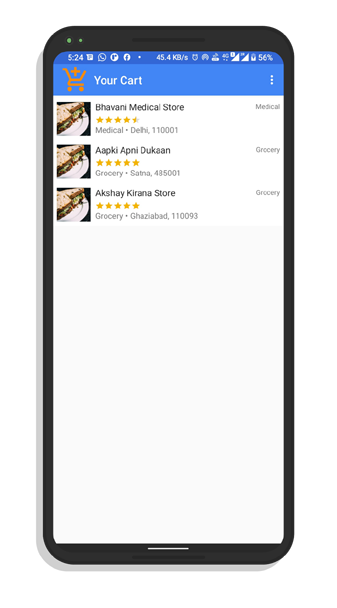 5:24 45.4 KB/s 56%
Your Cart
Bhavani Medical Store Medical
Medical • Delhi, 110001
Aapki Apni Dukaan Grocery
Grocery • Satna, 485001
Akshay Kirana Store Grocery
Grocery • Ghaziabad, 110093